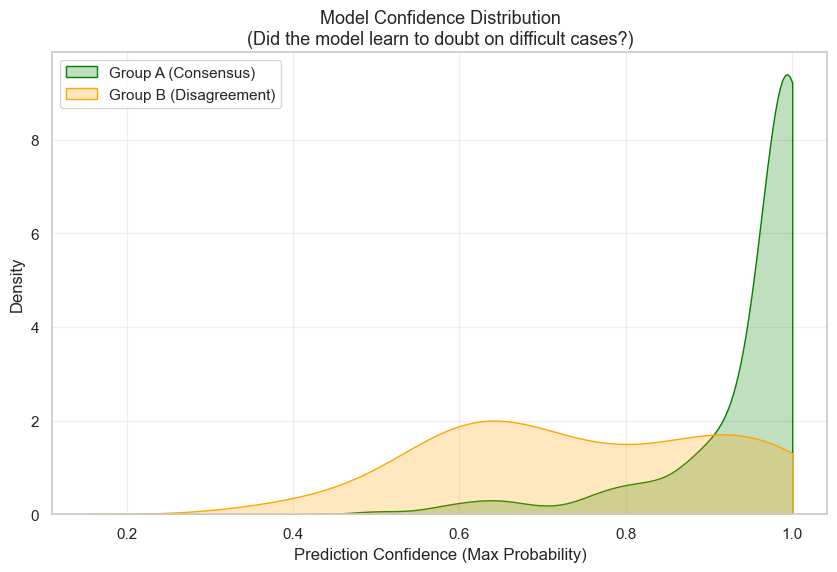 Model Confidence Distribution
(Did the model learn to doubt on difficult cases?)
Group A (Consensus)
Group B (Disagreement)
Density
8
6
4
2
0
0.2 0.4 0.6 0.8 1.0
Prediction Confidence (Max Probability)